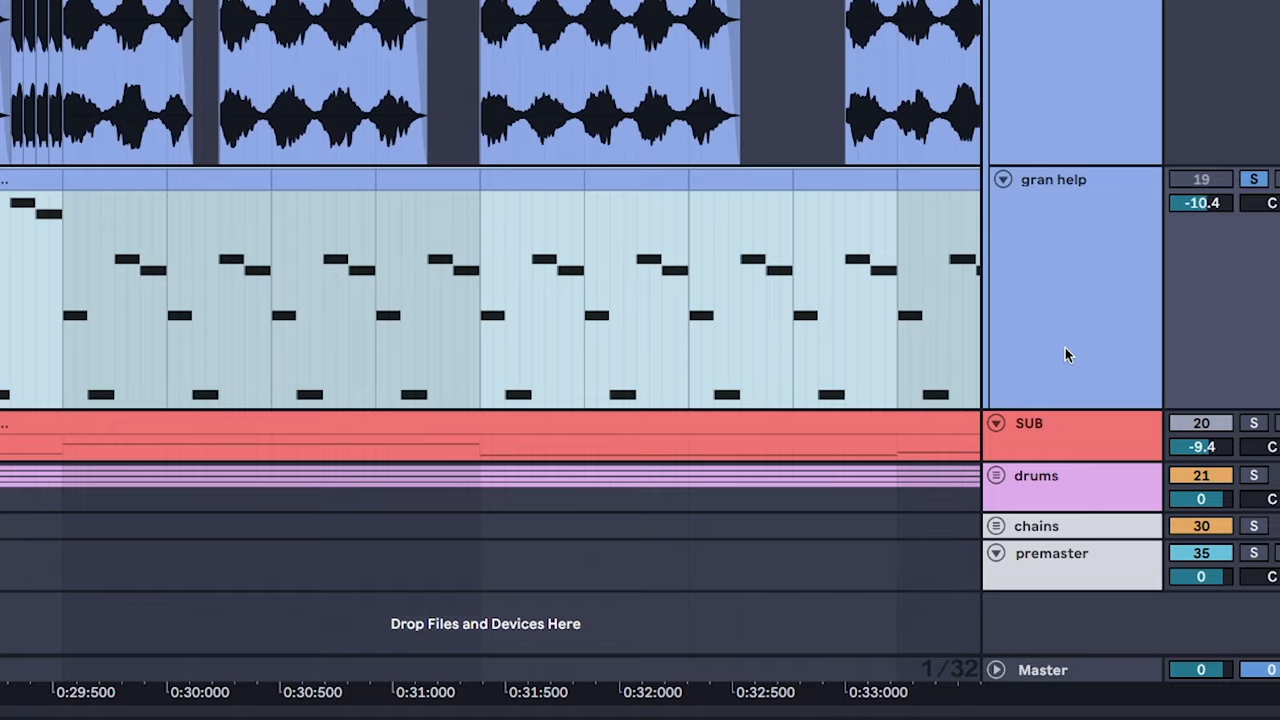 ..
gran help
19
S
-10.4
C
..
SUB
20
S
-9.4
C
drums
21
S
0
C
chains
30
S
premaster
35
S
0
C
Drop Files and Devices Here
1/32
Master
0
0
0:29:500
0:30:000
0:30:500
0:31:000
0:31:500
0:32:000
0:32:500
0:33:000